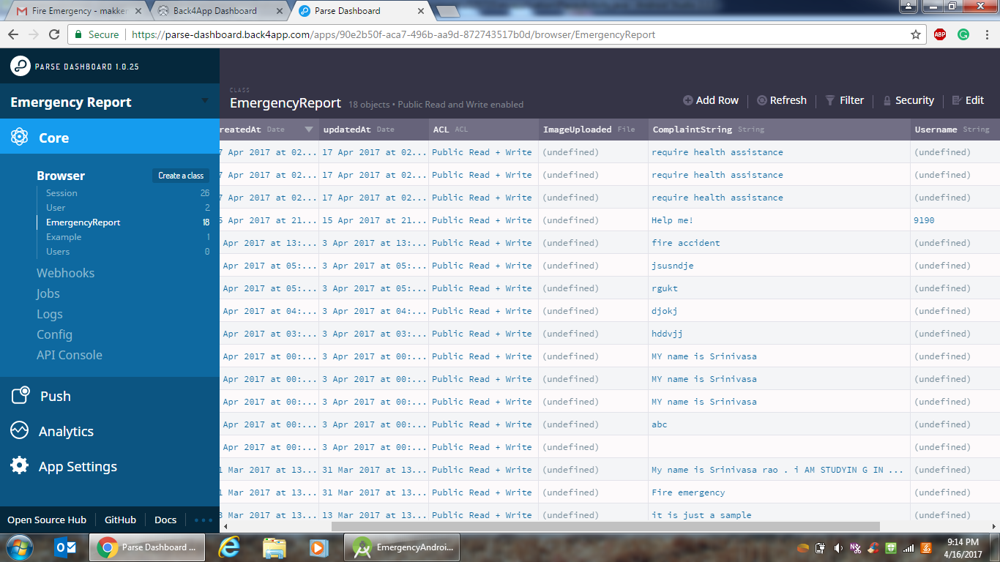 Fire Emergency - makker
Back4App Dashboard
Parse Dashboard
Secure https://parse-dashboard.back4app.com/apps/90e2b50f-aca7-496b-aa9d-872743517b0d/browser/EmergencyReport
ABP
PARSE DASHBOARD 1.0.25
Emergency Report
Core
Browser Create a class
Session 26
User 2
EmergencyReport 18
Example 1
Users 0
Webhooks
Jobs
Logs
Config
API Console
Push
Analytics
App Settings
Open Source Hub GitHub Docs
CLASS
EmergencyReport 18 objects • Public Read and Write enabled
Add Row Refresh Filter Security Edit
reatedAt Date updatedAt Date ACL ACL ImageUploaded File ComplaintString String Username String
7 Apr 2017 at 02... 17 Apr 2017 at 02... Public Read + Write (undefined) require health assistance (undefined)
7 Apr 2017 at 02... 17 Apr 2017 at 02... Public Read + Write (undefined) require health assistance (undefined)
7 Apr 2017 at 02... 17 Apr 2017 at 02... Public Read + Write (undefined) require health assistance (undefined)
5 Apr 2017 at 21... 15 Apr 2017 at 21... Public Read + Write (undefined) Help me! 9190
Apr 2017 at 13:... 3 Apr 2017 at 13:... Public Read + Write (undefined) fire accident (undefined)
Apr 2017 at 05:... 3 Apr 2017 at 05:... Public Read + Write (undefined) jsusndje (undefined)
Apr 2017 at 05:... 3 Apr 2017 at 05:... Public Read + Write (undefined) rgukt (undefined)
Apr 2017 at 04:... 3 Apr 2017 at 04:... Public Read + Write (undefined) djokj (undefined)
Apr 2017 at 03:... 3 Apr 2017 at 03:... Public Read + Write (undefined) hddvjj (undefined)
Apr 2017 at 00:... 3 Apr 2017 at 00:... Public Read + Write (undefined) MY name is Srinivasa (undefined)
Apr 2017 at 00:... 3 Apr 2017 at 00:... Public Read + Write (undefined) MY name is Srinivasa (undefined)
Apr 2017 at 00:... 3 Apr 2017 at 00:... Public Read + Write (undefined) MY name is Srinivasa (undefined)
Apr 2017 at 00:... 3 Apr 2017 at 00:... Public Read + Write (undefined) abc (undefined)
Apr 2017 at 00:... 3 Apr 2017 at 00:... Public Read + Write (undefined) (undefined)
1 Mar 2017 at 13... 31 Mar 2017 at 13... Public Read + Write (undefined) My name is Srinivasa rao . i AM STUDYIN G IN ... (undefined)
1 Mar 2017 at 13... 31 Mar 2017 at 13... Public Read + Write (undefined) Fire emergency (undefined)
3 Mar 2017 at 13... 13 Mar 2017 at 13... Public Read + Write (undefined) it is just a sample (undefined)
Parse Dashboard ...
EmergencyAndroi...
9:14 PM
4/16/2017